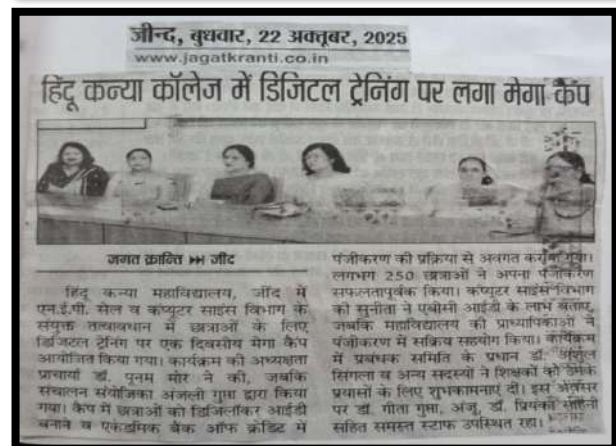 जीन्द, बुधवार, 22 अक्तूबर, 2025
www.jagatkranti.co.in
हिंदू कन्या कॉलेज में डिजिटल ट्रेनिंग पर लगा मेगा कैंप
जगत क्रान्ति ▶▶ जींद
हिंदू कन्या महाविद्यालय, जींद में
एन.ई.पी. सेल व कंप्यूटर साइंस विभाग के
संयुक्त तत्वावधान में छात्राओं के लिए
डिजिटल ट्रेनिंग पर एक दिवसीय मेगा कैंप
आयोजित किया गया। कार्यक्रम की अध्यक्षता
प्राचार्या डॉ. पूनम मोर ने की, जबकि
संचालन संयोजिका अंजली गुप्ता द्वारा किया
गया। कैंप में छात्राओं को डिजिलॉकर आईडी
बनाने व एकेडमिक बैंक ऑफ क्रेडिट में
पंजीकरण की प्रक्रिया से अवगत कराया गया।
लगभग 250 छात्राओं ने अपना पंजीकरण
सफलतापूर्वक किया। कंप्यूटर साइंस विभाग
की सुनीता ने एबीसी आईडी के लाभ बताए,
जबकि महाविद्यालय की प्राध्यापिकाओं ने
पंजीकरण में सक्रिय सहयोग किया। कार्यक्रम
में प्रबंधक समिति के प्रधान डॉ. अंशुल
सिंगला व अन्य सदस्यों ने शिक्षकों को उनके
प्रयासों के लिए शुभकामनाएं दी। इस अवसर
पर डॉ. गीता गुप्ता, अंजू, डॉ. प्रियंका
सहित समस्त स्टाफ उपस्थित रहा।